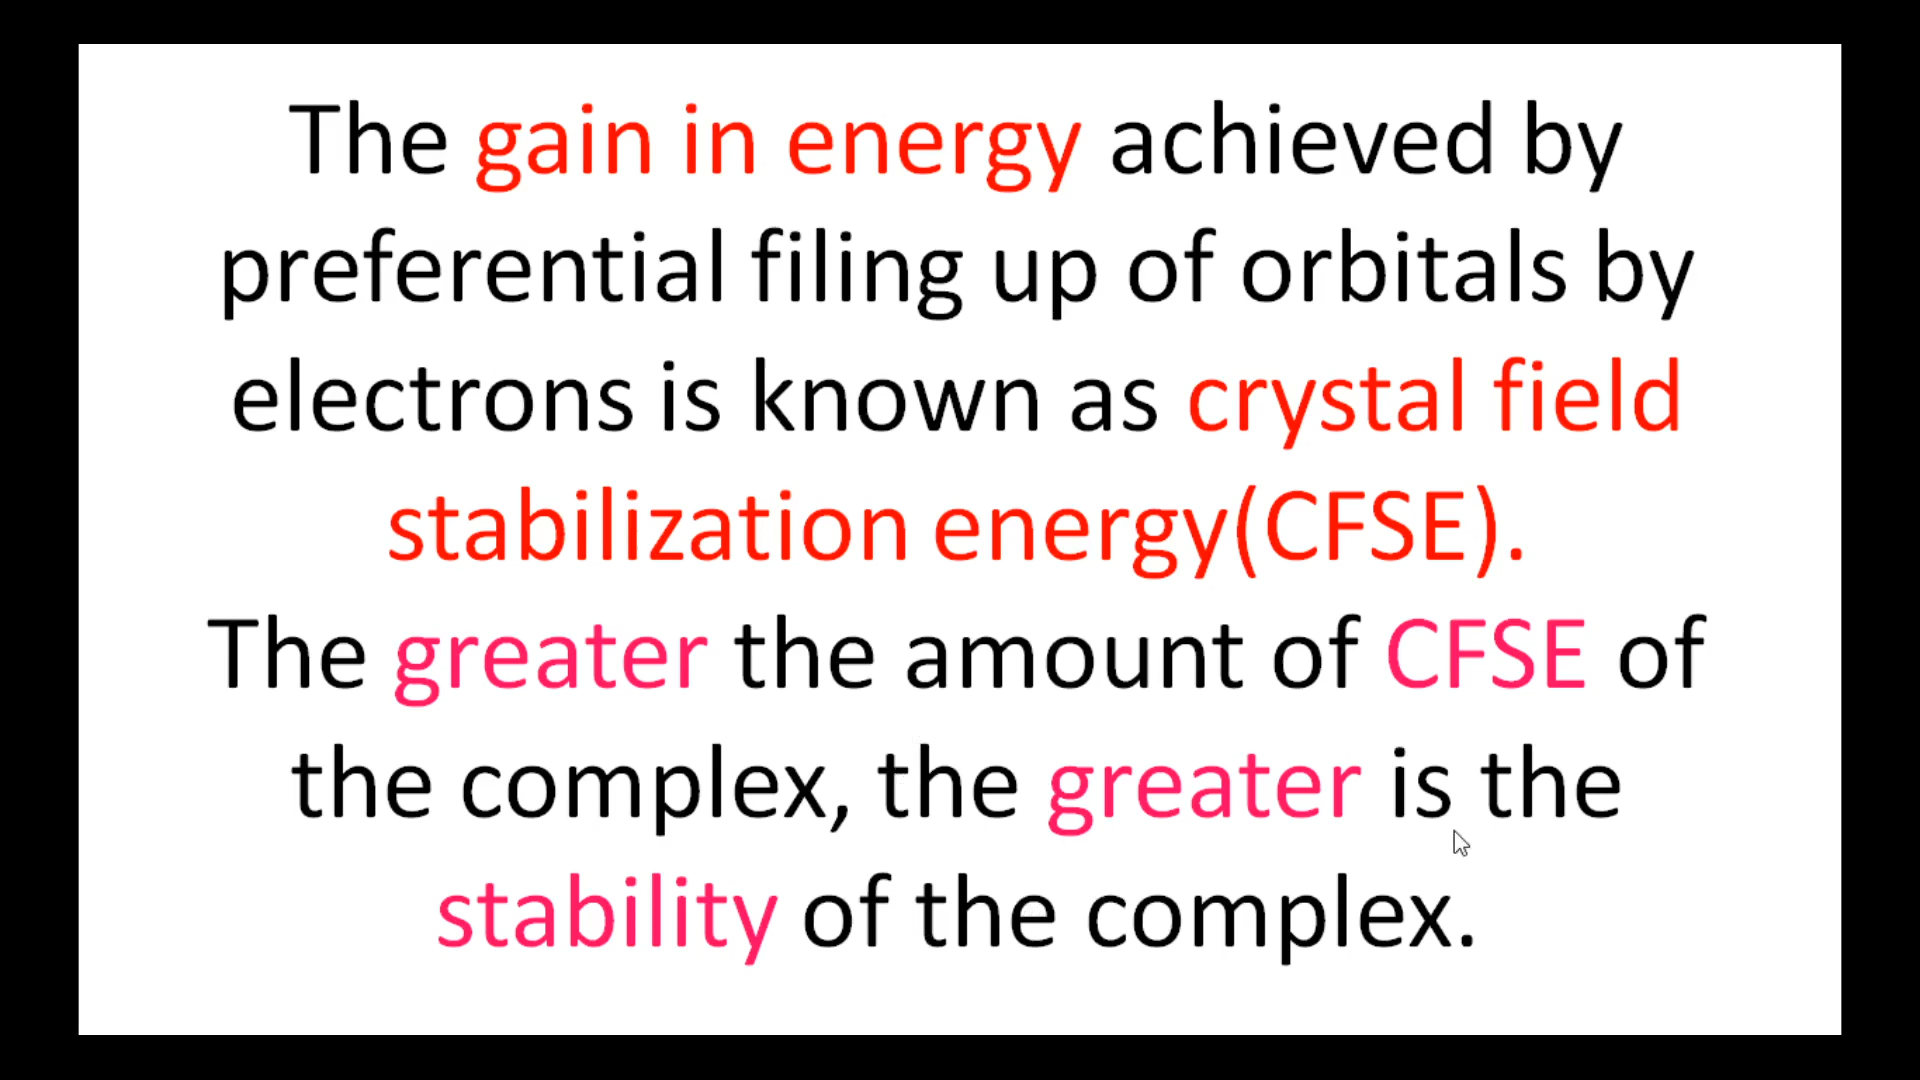 The gain in energy achieved by
preferential filing up of orbitals by
electrons is known as crystal field
stabilization energy(CFSE).
The greater the amount of CFSE of
the complex, the greater is the
stability of the complex.